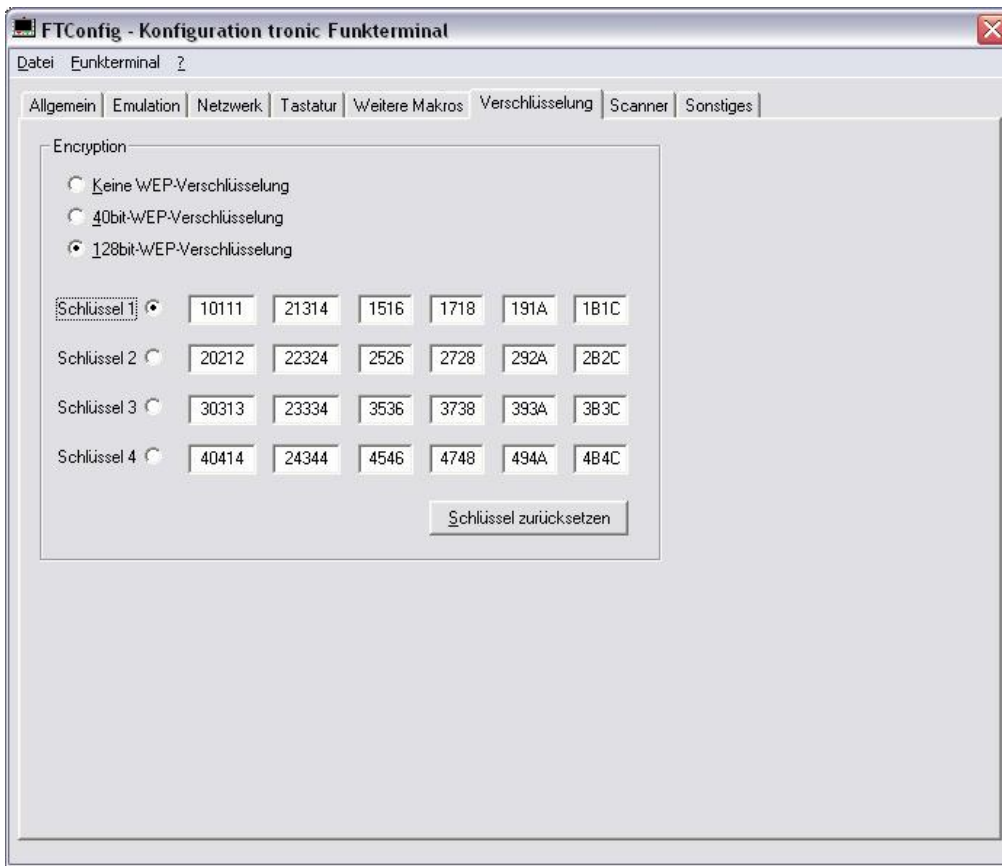 FTConfig - Konfiguration tronic Funkterminal
Datei Funkterminal ?
Allgemein Emulation Netzwerk Tastatur Weitere Makros Verschlüsselung Scanner Sonstiges
Encryption
Keine WEP-Verschlüsselung
40bit-WEP-Verschlüsselung
128bit-WEP-Verschlüsselung
Schlüssel 1 10111 21314 1516 1718 191A 1B1C
Schlüssel 2 20212 22324 2526 2728 292A 2B2C
Schlüssel 3 30313 23334 3536 3738 393A 3B3C
Schlüssel 4 40414 24344 4546 4748 494A 4B4C
Schlüssel zurücksetzen